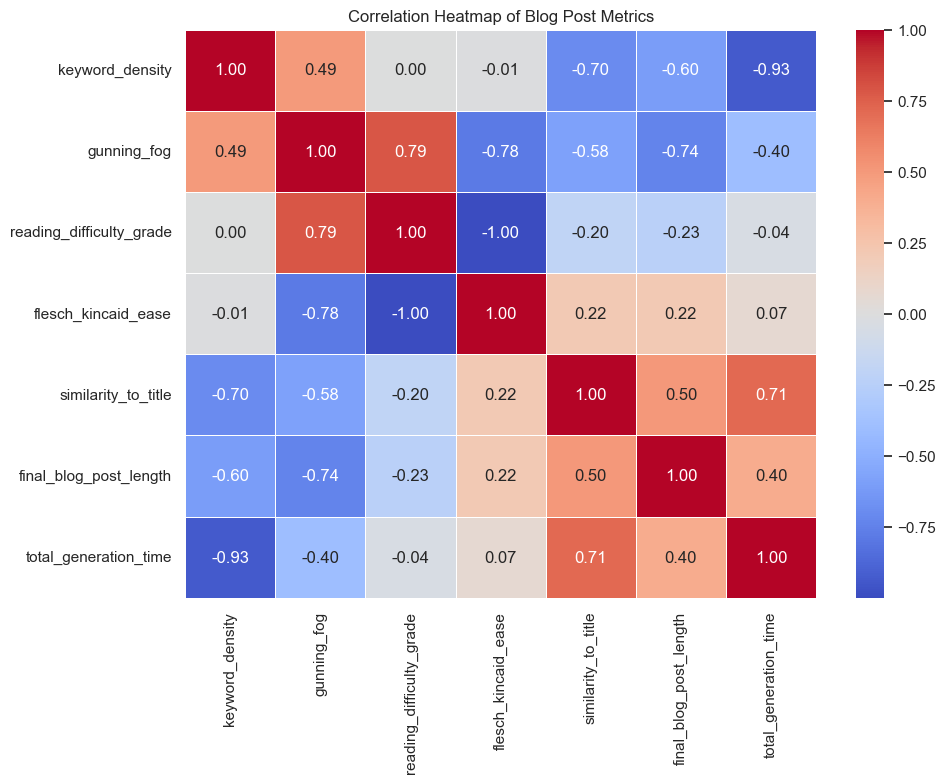 Correlation Heatmap of Blog Post Metrics
keyword_density 1.00 0.49 0.00 -0.01 -0.70 -0.60 -0.93
gunning_fog 0.49 1.00 0.79 -0.78 -0.58 -0.74 -0.40
reading_difficulty_grade 0.00 0.79 1.00 -1.00 -0.20 -0.23 -0.04
flesch_kincaid_ease -0.01 -0.78 -1.00 1.00 0.22 0.22 0.07
similarity_to_title -0.70 -0.58 -0.20 0.22 1.00 0.50 0.71
final_blog_post_length -0.60 -0.74 -0.23 0.22 0.50 1.00 0.40
total_generation_time -0.93 -0.40 -0.04 0.07 0.71 0.40 1.00
keyword_density
gunning_fog
reading_difficulty_grade
flesch_kincaid_ease
similarity_to_title
final_blog_post_length
total_generation_time
1.00
0.75
0.50
0.25
0.00
−0.25
−0.50
−0.75